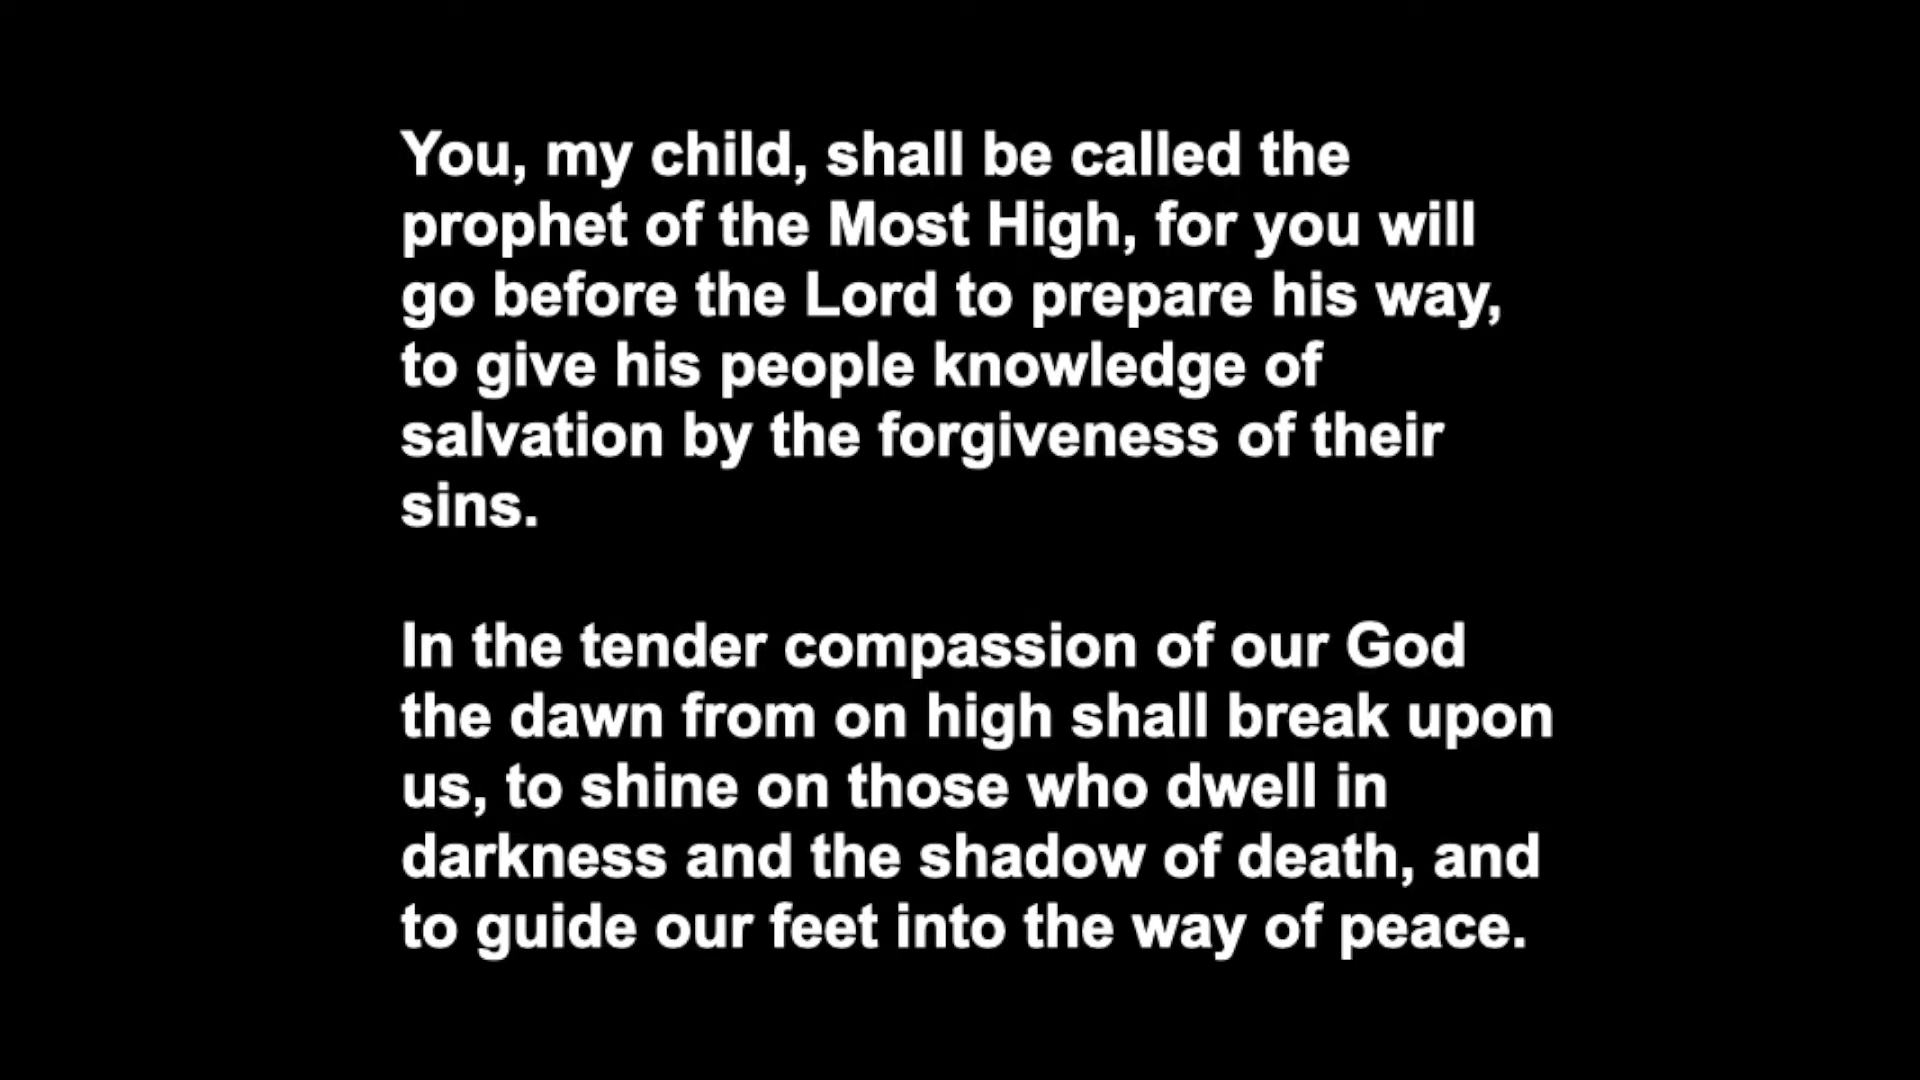 You, my child, shall be called the
prophet of the Most High, for you will
go before the Lord to prepare his way,
to give his people knowledge of
salvation by the forgiveness of their
sins.
In the tender compassion of our God
the dawn from on high shall break upon
us, to shine on those who dwell in
darkness and the shadow of death, and
to guide our feet into the way of peace.